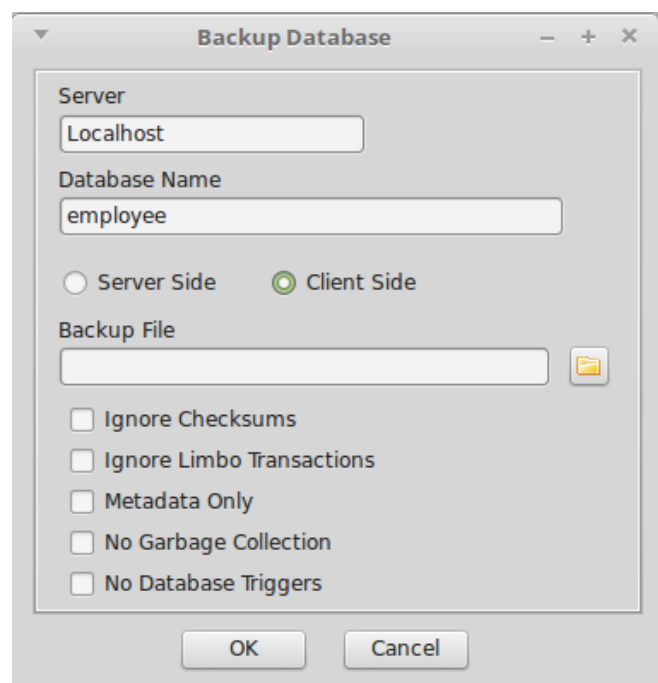 Backup Database
Server
Localhost
Database Name
employee
Server Side Client Side
Backup File
Ignore Checksums
Ignore Limbo Transactions
Metadata Only
No Garbage Collection
No Database Triggers
OK Cancel